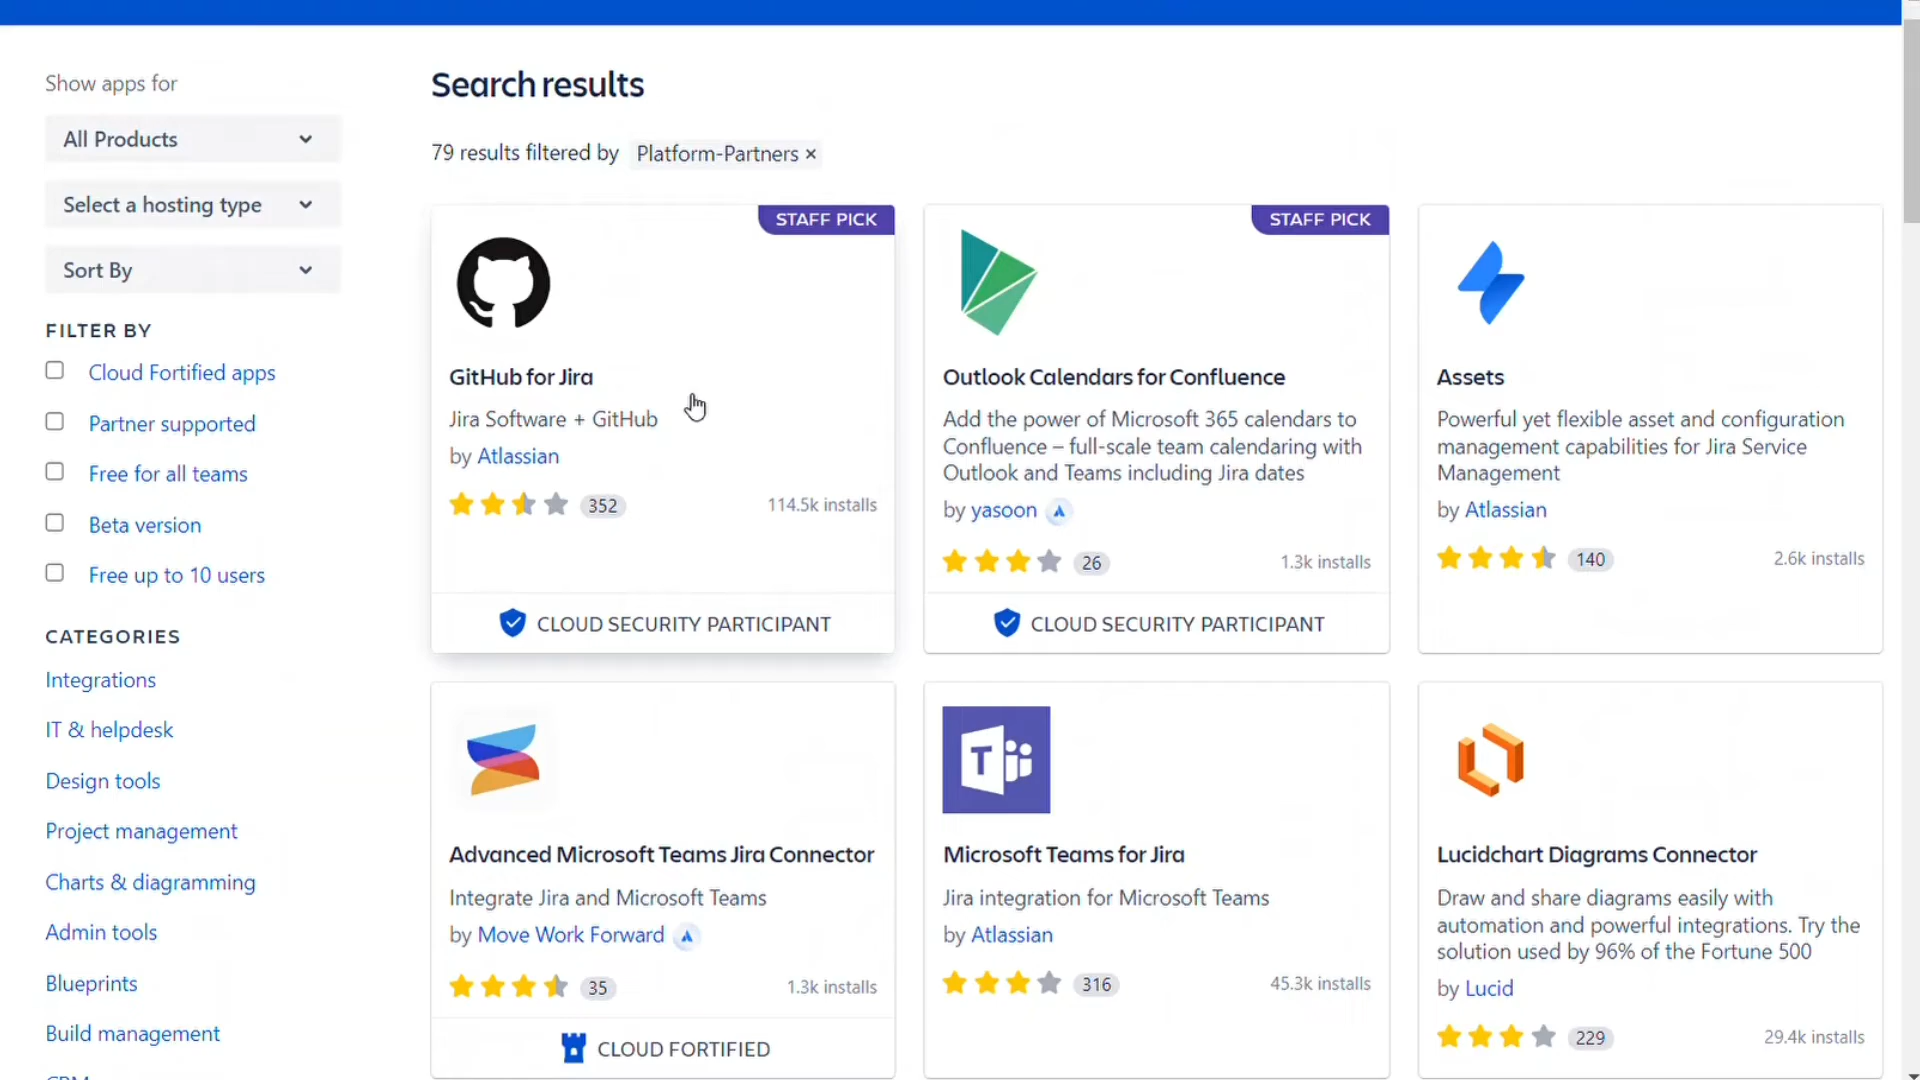 Show apps for
All Products
Select a hosting type
Sort By
FILTER BY
Cloud Fortified apps
Partner supported
Free for all teams
Beta version
Free up to 10 users
CATEGORIES
Integrations
IT & helpdesk
Design tools
Project management
Charts & diagramming
Admin tools
Blueprints
Build management
Search results
79 results filtered by Platform-Partners ×
STAFF PICK
GitHub for Jira
Jira Software + GitHub
by Atlassian
352 114.5k installs
CLOUD SECURITY PARTICIPANT
STAFF PICK
Outlook Calendars for Confluence
Add the power of Microsoft 365 calendars to
Confluence – full-scale team calendaring with
Outlook and Teams including Jira dates
by yasoon
26 1.3k installs
CLOUD SECURITY PARTICIPANT
Assets
Powerful yet flexible asset and configuration
management capabilities for Jira Service
Management
by Atlassian
140 2.6k installs
Advanced Microsoft Teams Jira Connector
Integrate Jira and Microsoft Teams
by Move Work Forward
35 1.3k installs
CLOUD FORTIFIED
T
Microsoft Teams for Jira
Jira integration for Microsoft Teams
by Atlassian
316 45.3k installs
Lucidchart Diagrams Connector
Draw and share diagrams easily with
automation and powerful integrations. Try the
solution used by 96% of the Fortune 500
by Lucid
229 29.4k installs